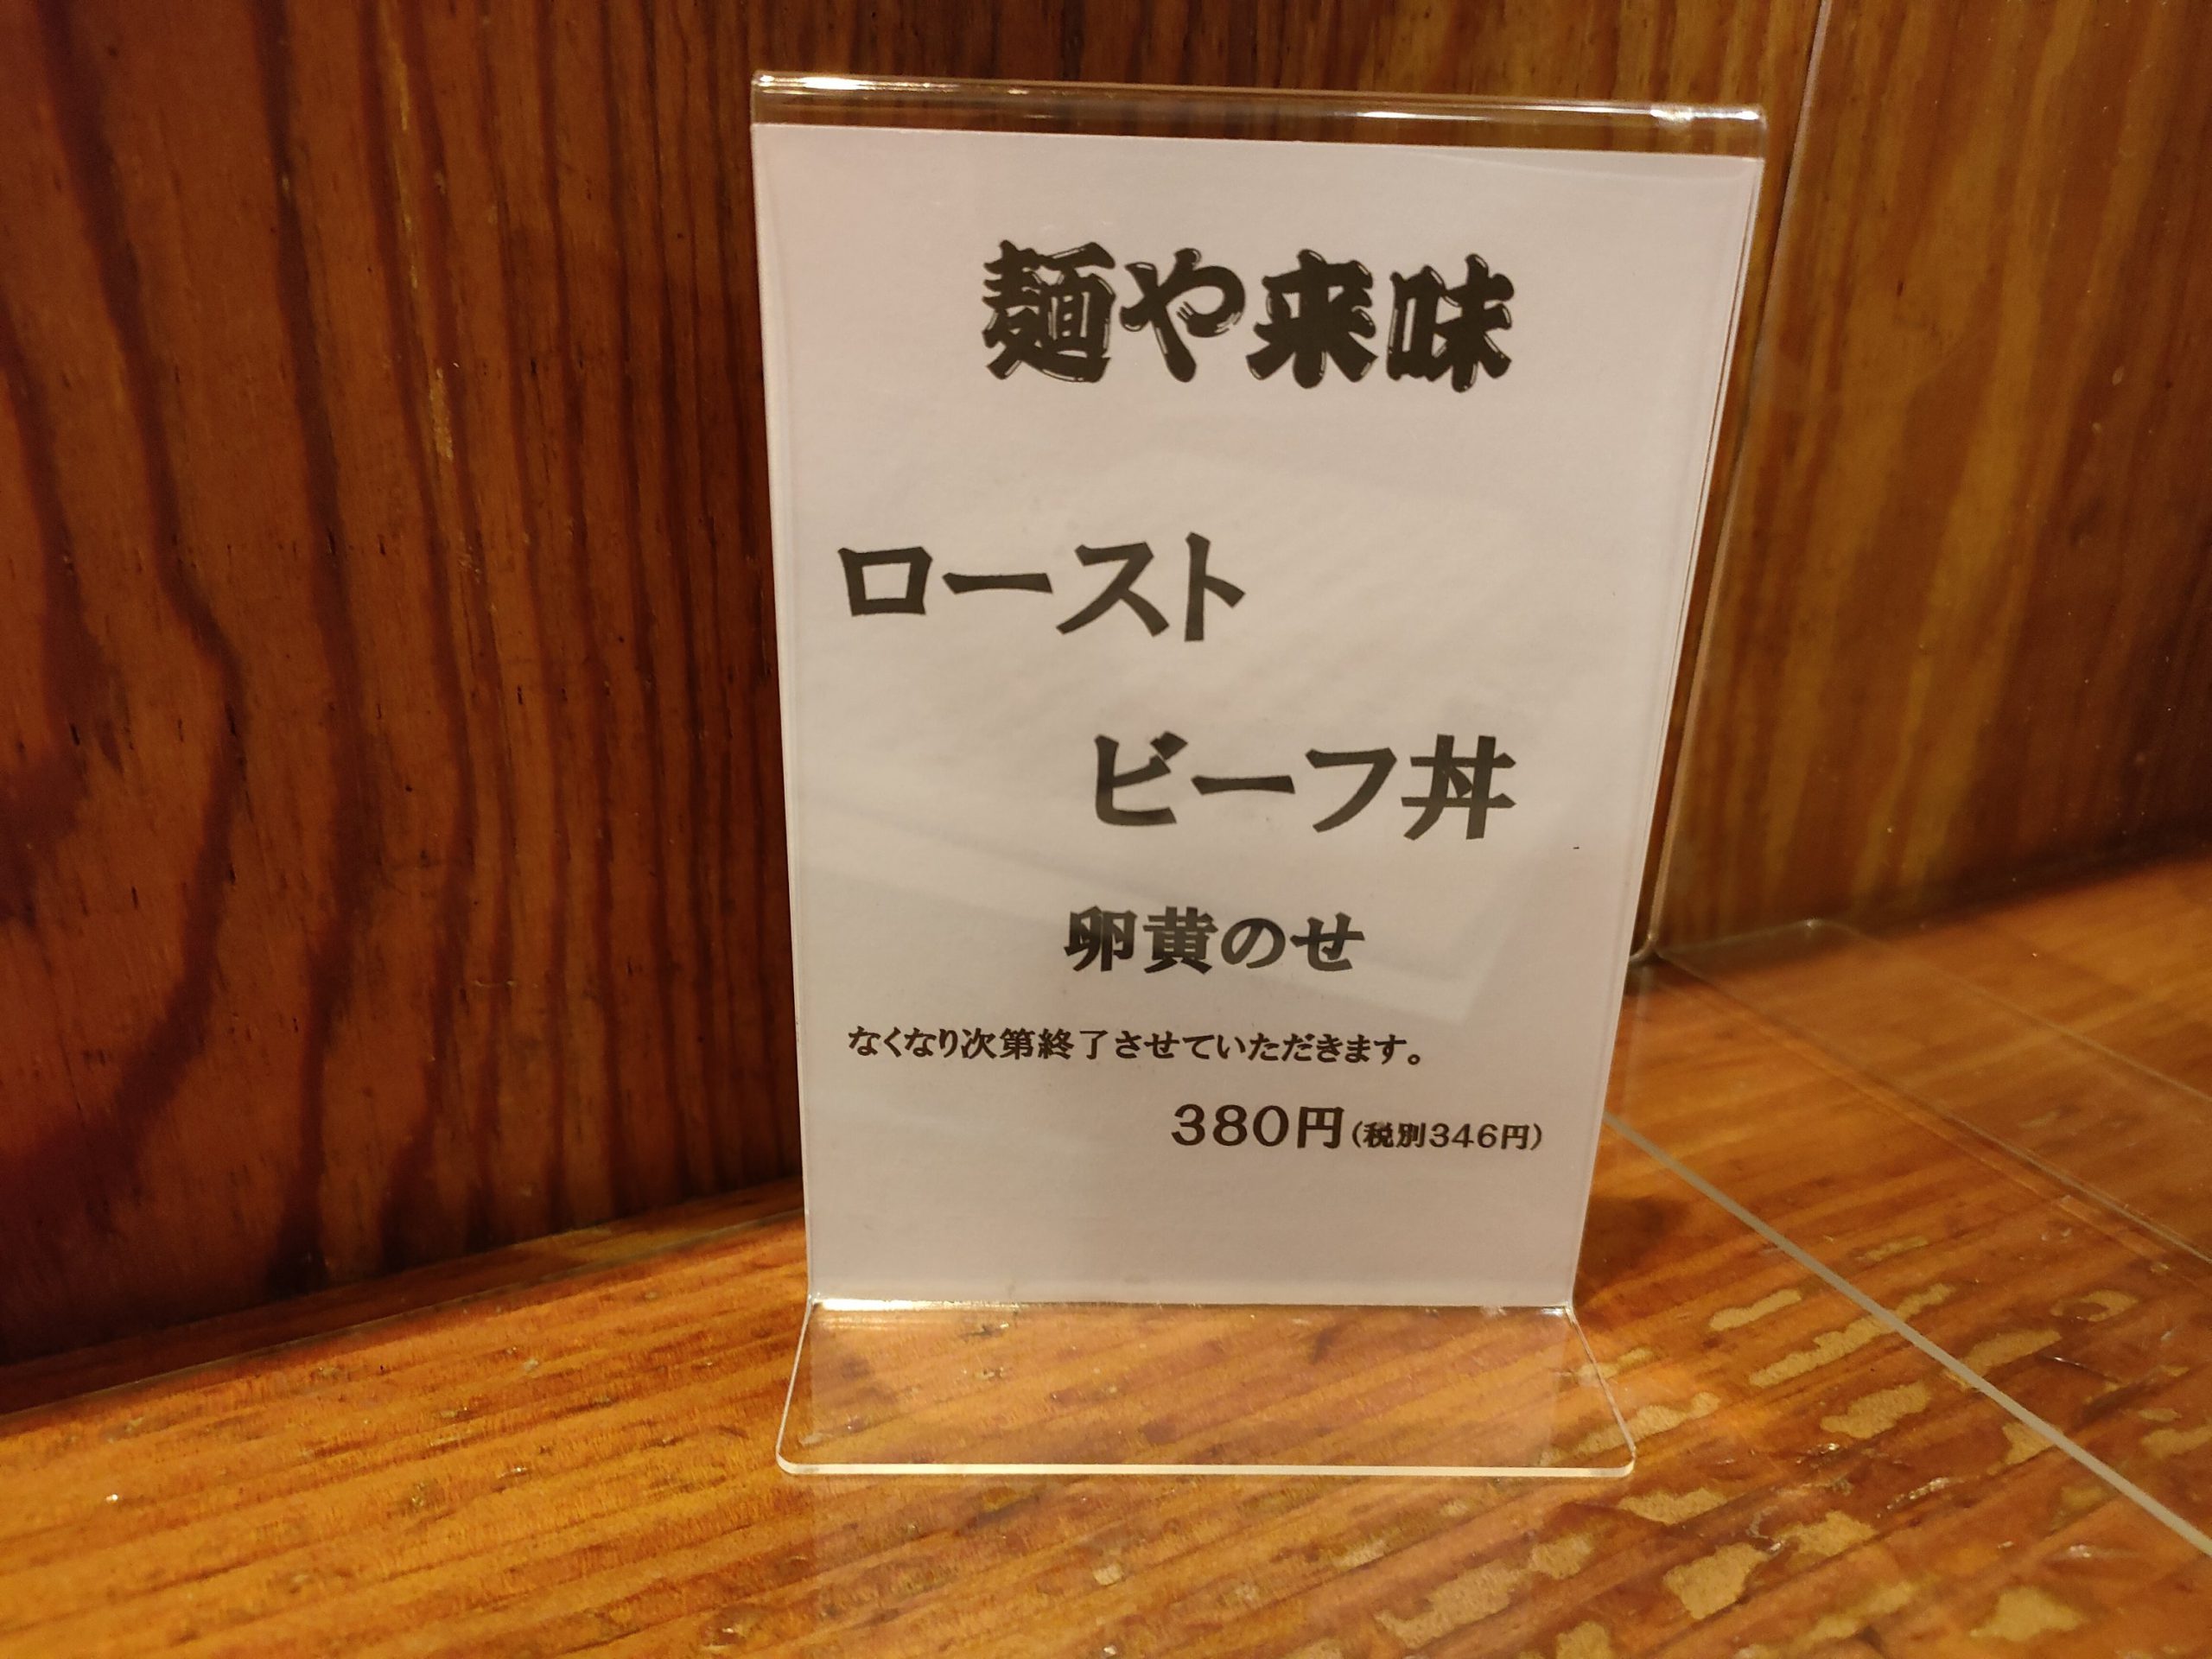 麺や来味
ロースト
ビーフ丼
卵黄のせ
なくなり次第終了させていただきます。
380円(税別346円)